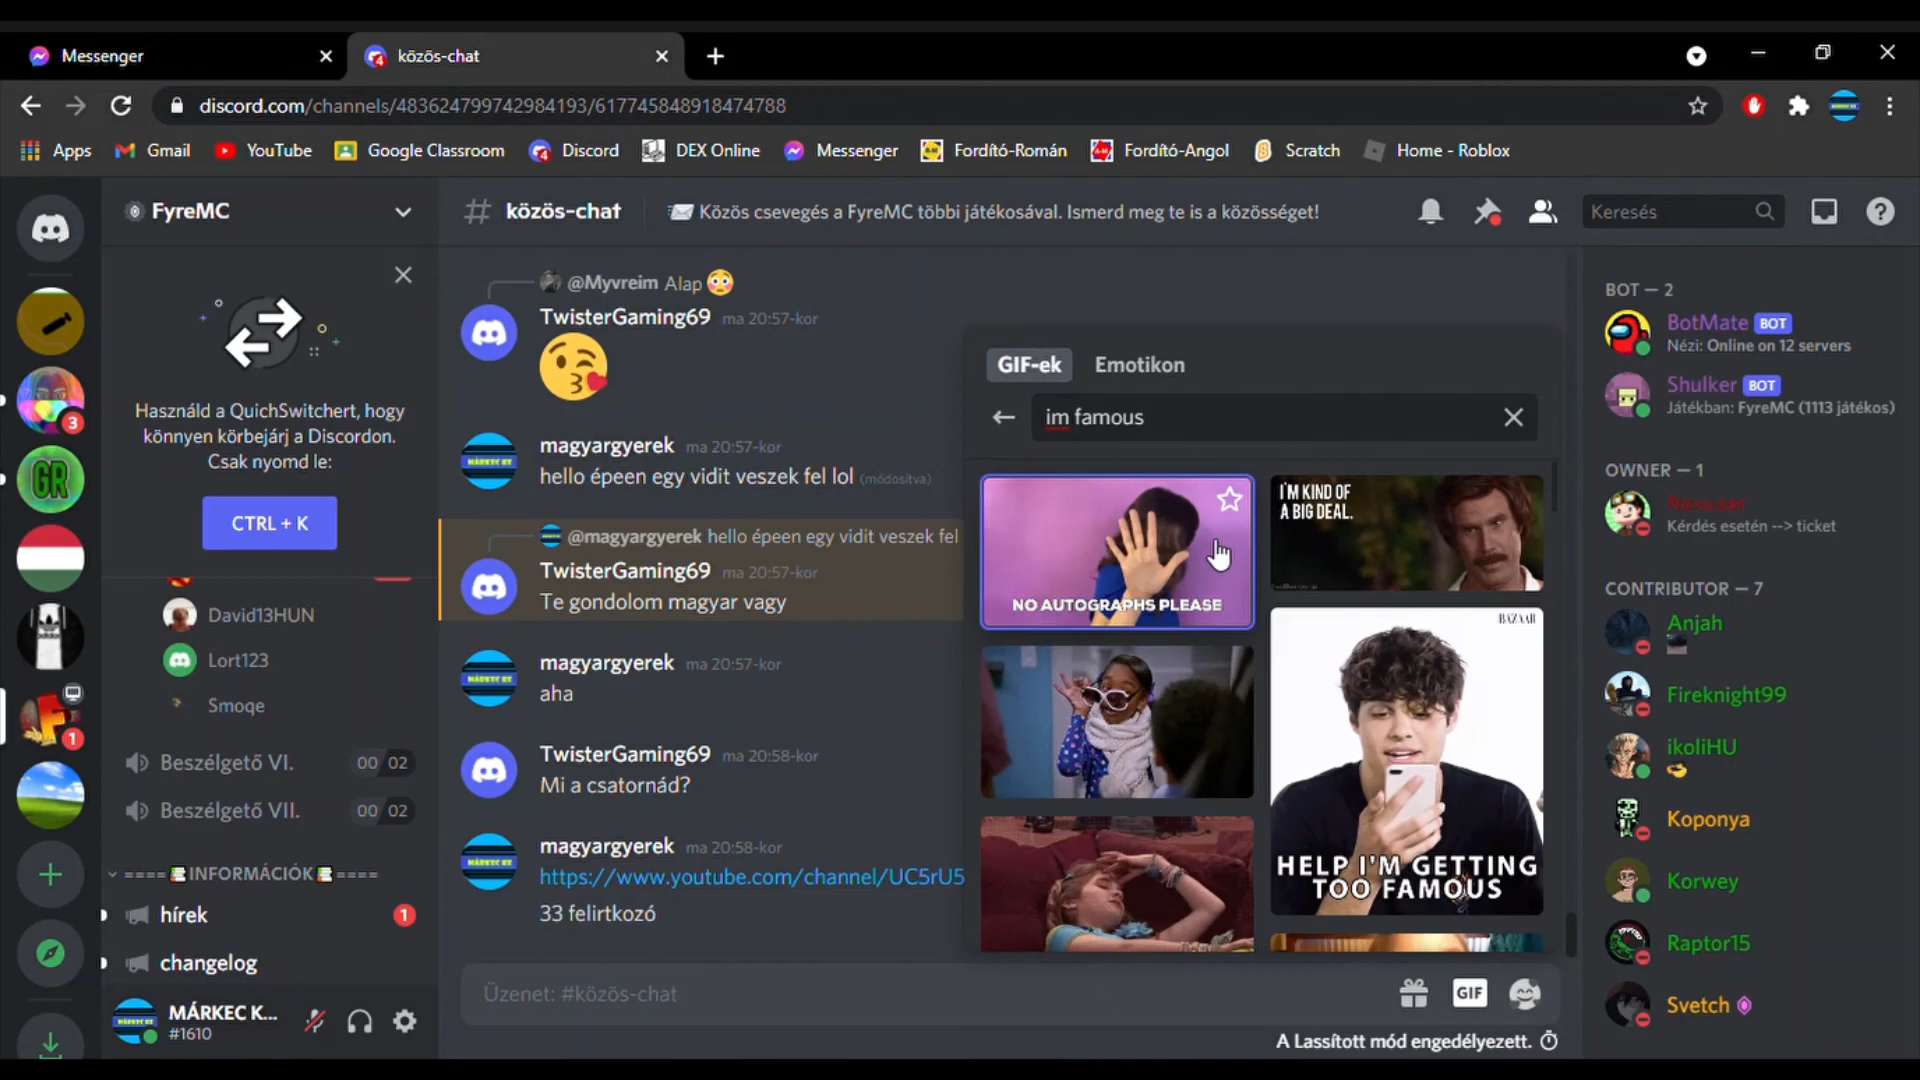 Messenger
közös-chat
discord.com/channels/483624799742984193/617745848918474788
Apps
Gmail
YouTube
Google Classroom
Discord
DEX Online
Messenger
Fordító-Román
Fordító-Angol
Scratch
Home - Roblox
FyreMC
Használd a QuichSwitchert, hogy
könnyen körbejárj a Discordon.
Csak nyomd le:
CTRL + K
David13HUN
Lort123
Smoqe
Beszélgető VI.
00 02
Beszélgető VII.
00 02
====INFORMÁCIÓK====
hírek
1
changelog
MÁRKEC K...
#1610
3
GR
1
# közös-chat
Közös csevegés a FyreMC többi játékosával. Ismerd meg te is a közösséget!
Keresés
@Myvreim Alap
TwisterGaming69 ma 20:57-kor
magyargyerek ma 20:57-kor
hello épeen egy vidit veszek fel lol (módosítva)
@magyargyerek hello épeen egy vidit veszek fel
TwisterGaming69 ma 20:57-kor
Te gondolom magyar vagy
magyargyerek ma 20:57-kor
aha
TwisterGaming69 ma 20:58-kor
Mi a csatornád?
magyargyerek ma 20:58-kor
https://www.youtube.com/channel/UC5rU5
33 felirtkozó
Üzenet: #közös-chat
GIF
A Lassított mód engedélyezett.
GIF-ek
Emotikon
im famous
NO AUTOGRAPHS PLEASE
I'M KIND OF
A BIG DEAL.
BAZAAR
HELP I'M GETTING
TOO FAMOUS
BOT — 2
BotMate BOT
Nézi: Online on 12 servers
Shulker BOT
Játékban: FyreMC (1113 játékos)
OWNER — 1
Kérdés esetén --> ticket
CONTRIBUTOR — 7
Anjah
Fireknight99
ikoliHU
Koponya
Korwey
Raptor15
Svetch